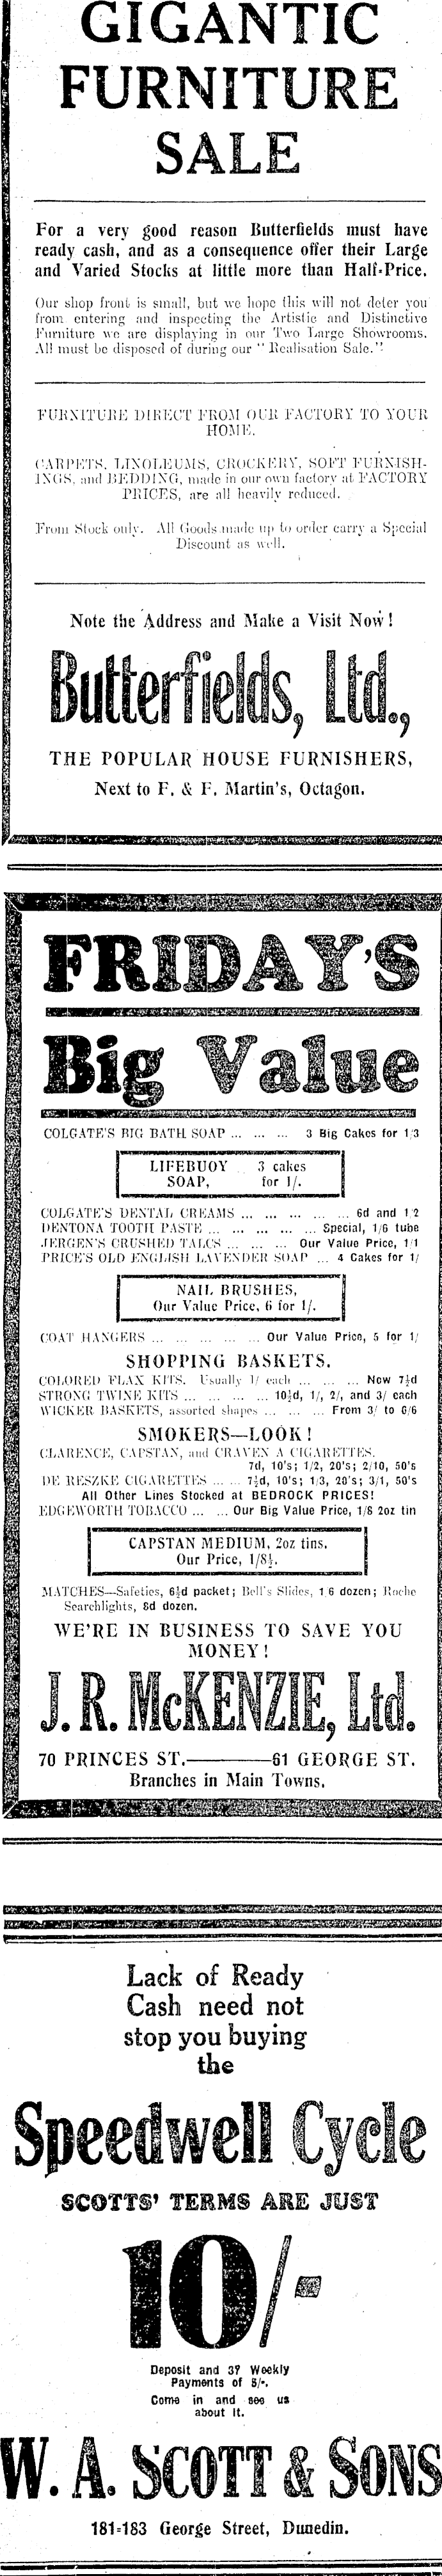 GIGANTIC
FURNITURE
SALE
For a very good reason Butterfields must have
ready cash, and as a consequence offer their Large
and Varied Stocks at little more than Half-Price.
Our shop front is small, but we hope this will not deter you
from entering and inspecting the Artistic and Distinctive
Furniture we are displaying in our Two Large Showrooms.
All must be disposed of during our "Realisation Sale."
FURNITURE DIRECT FROM OUR FACTORY TO YOUR
HOME.
CARPETS, LINOLEUMS, CROCKERY, SOFT FURNISH-
INGS, and BEDDING, made in our own factory at FACTORY
PRICES, are all heavily reduced.
From Stock only. All Goods made up to order carry a Special
Discount as well.
Note the Address and Make a Visit Now!
Butterfields, Ltd.,
THE POPULAR HOUSE FURNISHERS,
Next to F. & F. Martin's, Octagon.
FRIDAY'S
Big Value
COLGATE'S BIG BATH SOAP ... ... ... 3 Big Cakes for 1/3
LIFEBUOY 3 cakes
SOAP, for 1/.
COLGATE'S DENTAL CREAMS ... ... ... ... ... 6d and 1/2
DENTONA TOOTH PASTE ... ... ... ... Special, 1/6 tube
JERGEN'S CRUSHED TALCS ... ... ... Our Value Price, 1/1
PRICE'S OLD ENGLISH LAVENDER SOAP ... 4 Cakes for 1/
NAIL BRUSHES,
Our Value Price, 6 for 1/.
COAT HANGERS ... ... ... ... ... Our Value Price, 5 for 1/
SHOPPING BASKETS.
COLORED FLAX KITS. Usually 1/ each ... ... ... Now 7½d
STRONG TWINE KITS ... ... ... ... 10½d, 1/, 2/, and 3/ each
WICKER BASKETS, assorted shapes ... ... ... From 3/ to 6/6
SMOKERS—LOOK!
CLARENCE, CAPSTAN, and CRAVEN A CIGARETTES.
7d, 10's; 1/2, 20's; 2/10, 50's
DE RESZKE CIGARETTES ... ... 7½d, 10's; 1/3, 20's; 3/1, 50's
All Other Lines Stocked at BEDROCK PRICES!
EDGEWORTH TOBACCO ... ... Our Big Value Price, 1/8 2oz tin
CAPSTAN MEDIUM, 2oz tins.
Our Price, 1/8½.
MATCHES—Safeties, 6½d packet; Bell's Slides, 1/6 dozen; Roche
Searchlights, 8d dozen.
WE'RE IN BUSINESS TO SAVE YOU
MONEY!
J. R. McKENZIE, Ltd.
70 PRINCES ST.———61 GEORGE ST.
Branches in Main Towns.
Lack of Ready
Cash need not
stop you buying
the
Speedwell Cycle
SCOTTS' TERMS ARE JUST
10/-
Deposit and 37 Weekly
Payments of 5/-.
Come in and see us
about it.
W. A. SCOTT & SONS
181-183 George Street, Dunedin.